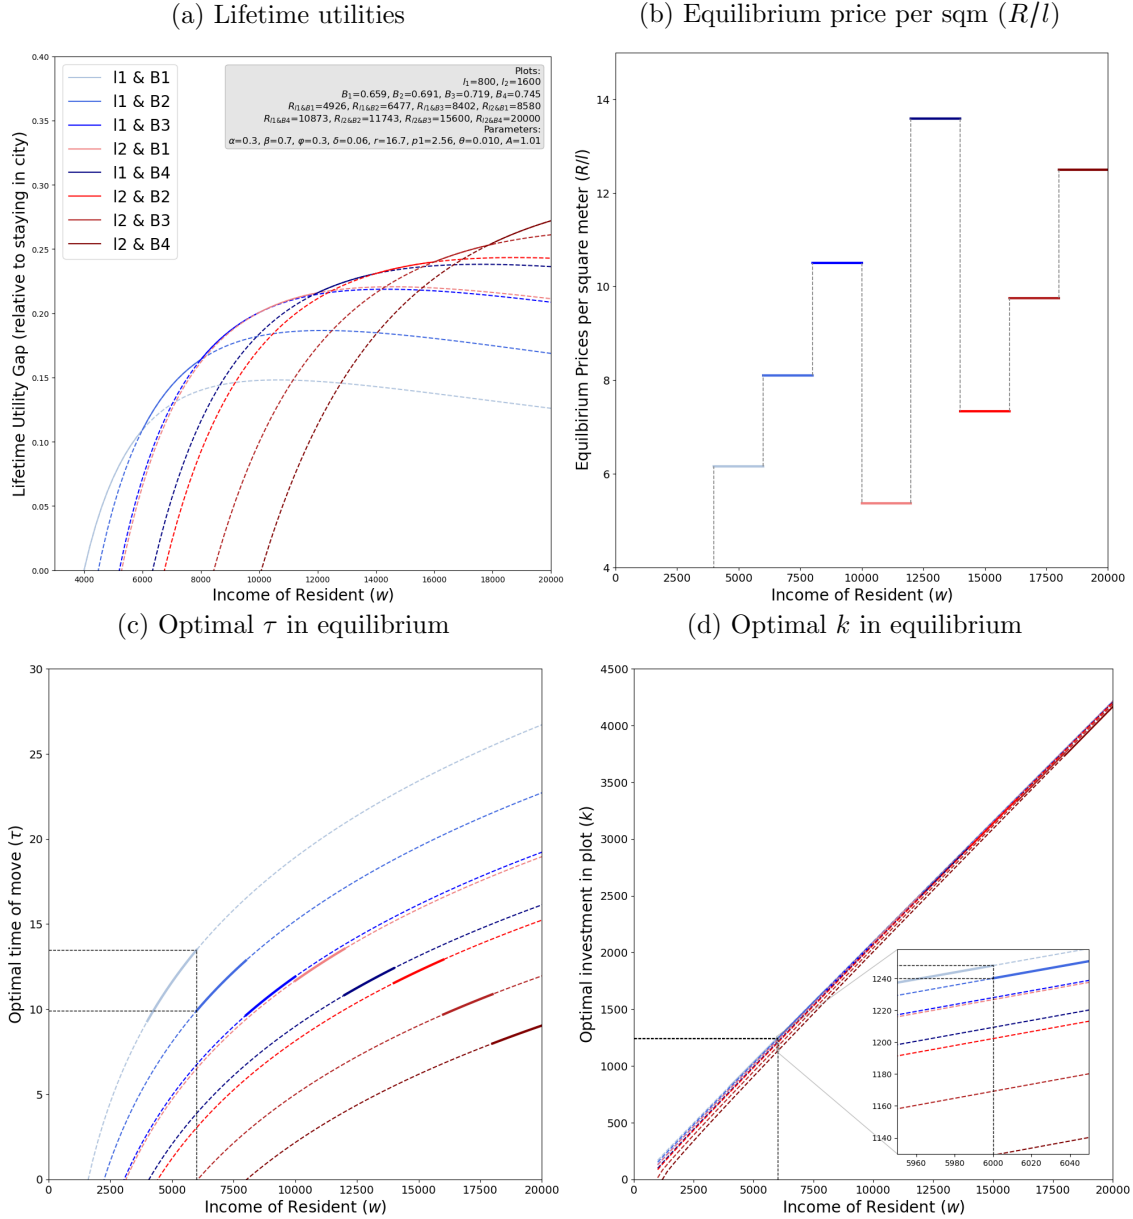 (a) Lifetime utilities
0.40
0.35
0.30
0.25
0.20
0.15
0.10
0.05
0.00
Lifetime Utility Gap (relative to staying in city)
l1 & B1
l1 & B2
l1 & B3
l2 & B1
l1 & B4
l2 & B2
l2 & B3
l2 & B4
Plots:
l1=800, l2=1600
B1=0.659, B2=0.691, B3=0.719, B4=0.745
Rl1&B1=4926, Rl1&B2=6477, Rl1&B3=8402, Rl2&B1=8580
Rl1&B4=10873, Rl2&B2=11743, Rl2&B3=15600, Rl2&B4=20000
Parameters:
α=0.3, β=0.7, φ=0.3, δ=0.06, r=16.7, p1=2.56, θ=0.010, A=1.01
4000 6000 8000 10000 12000 14000 16000 18000 20000
Income of Resident (w)
(b) Equilibrium price per sqm (R/l)
14
12
10
8
6
4
Equilbirium Prices per square meter (R/l)
0 2500 5000 7500 10000 12500 15000 17500 20000
Income of Resident (w)
(c) Optimal τ in equilibrium
30
25
20
15
10
5
0
Optimal time of move (τ)
0 2500 5000 7500 10000 12500 15000 17500 20000
Income of Resident (w)
(d) Optimal k in equilibrium
4500
4000
3500
3000
2500
2000
1500
1000
500
0
Optimal investment in plot (k)
1240
1220
1200
1180
1160
1140
5960 5980 6000 6020 6040
0 2500 5000 7500 10000 12500 15000 17500 20000
Income of Resident (w)